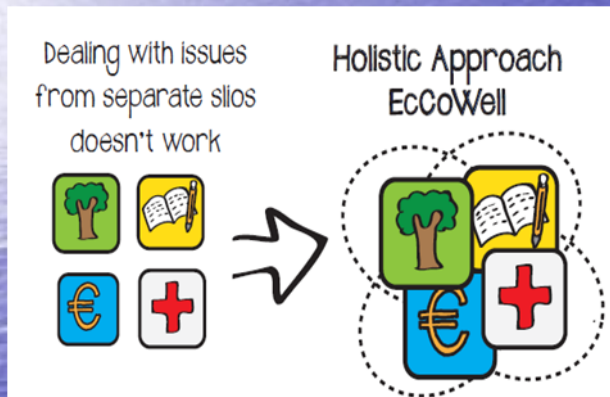 Dealing with issues
from separate slios
doesn't work
Holistic Approach
EcCoWell
€